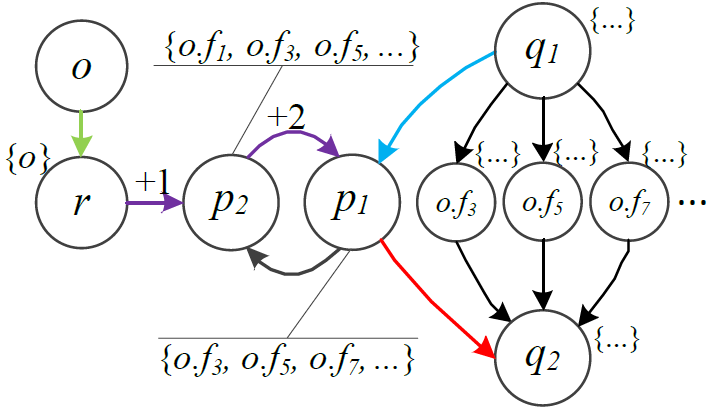 {o.f1, o.f3, o.f5, ...}
q1
{...}
o
+2
{o}
{...}
{...}
{...}
r
+1
p2
p1
o.f3
o.f5
o.f7
...
{o.f3, o.f5, o.f7, ...}
q2
{...}